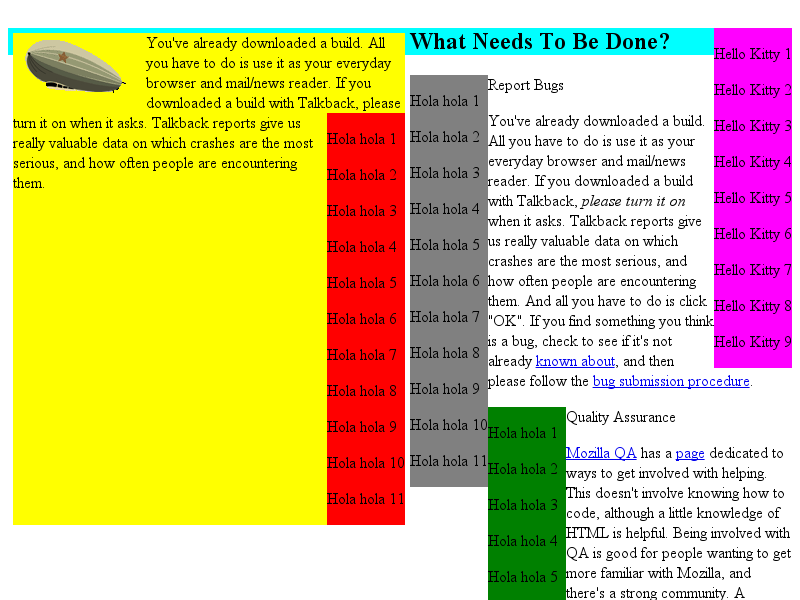 You've already downloaded a build. All
you have to do is use it as your everyday
browser and mail/news reader. If you
downloaded a build with Talkback, please
turn it on when it asks. Talkback reports give us
really valuable data on which crashes are the most
serious, and how often people are encountering
them.
Hola hola 1
Hola hola 2
Hola hola 3
Hola hola 4
Hola hola 5
Hola hola 6
Hola hola 7
Hola hola 8
Hola hola 9
Hola hola 10
Hola hola 11
What Needs To Be Done?
Hola hola 1
Hola hola 2
Hola hola 3
Hola hola 4
Hola hola 5
Hola hola 6
Hola hola 7
Hola hola 8
Hola hola 9
Hola hola 10
Hola hola 11
Report Bugs
You've already downloaded a build.
All you have to do is use it as your
everyday browser and mail/news
reader. If you downloaded a build
with Talkback, please turn it on
when it asks. Talkback reports give
us really valuable data on which
crashes are the most serious, and
how often people are encountering
them. And all you have to do is click
"OK". If you find something you think
is a bug, check to see if it's not
already known about, and then
please follow the bug submission procedure.
Hello Kitty 1
Hello Kitty 2
Hello Kitty 3
Hello Kitty 4
Hello Kitty 5
Hello Kitty 6
Hello Kitty 7
Hello Kitty 8
Hello Kitty 9
Hola hola 1
Hola hola 2
Hola hola 3
Hola hola 4
Hola hola 5
Quality Assurance
Mozilla QA has a page dedicated to
ways to get involved with helping.
This doesn't involve knowing how to
code, although a little knowledge of
HTML is helpful. Being involved with
QA is good for people wanting to get
more familiar with Mozilla, and
there's a strong community. A